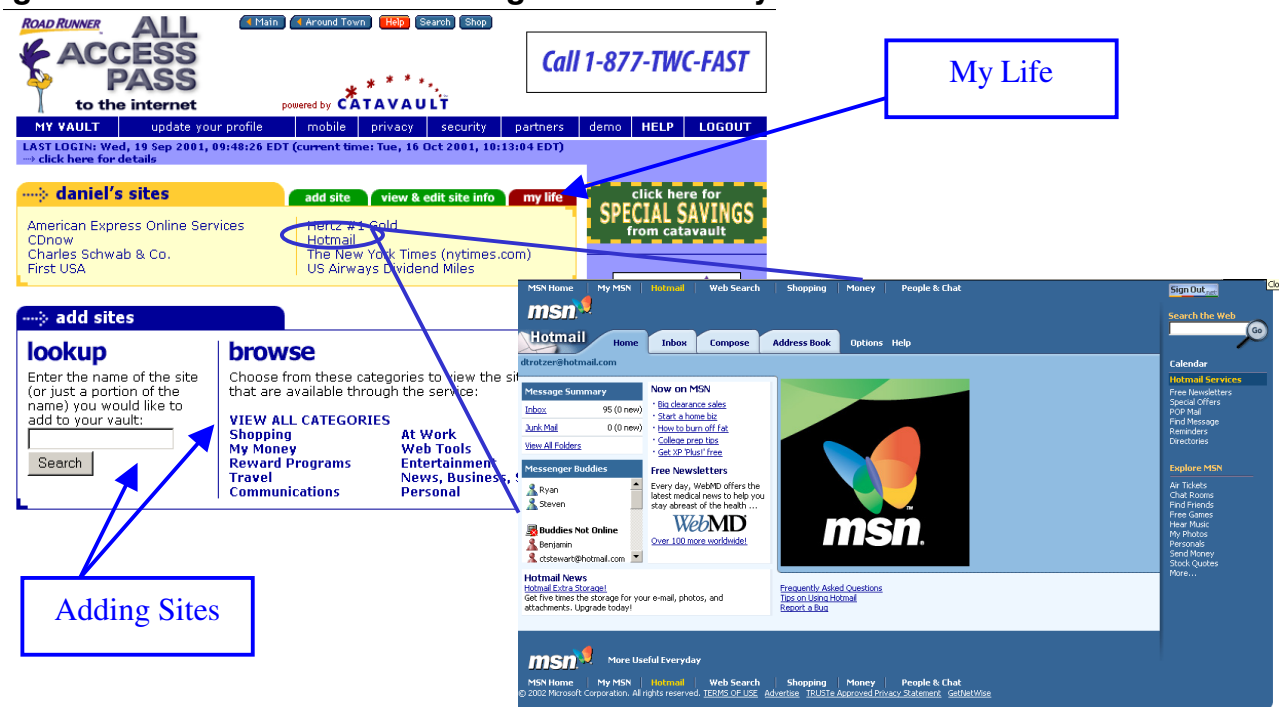 ROAD RUNNER
ALL
ACCESS
PASS
to the internet
Main Around Town Help Search Shop
powered by CATAVAULT
Call 1-877-TWC-FAST
My Life
MY VAULT update your profile mobile privacy security partners demo HELP LOGOUT
LAST LOGIN: Wed, 19 Sep 2001, 09:48:26 EDT (current time: Tue, 16 Oct 2001, 10:13:04 EDT)
click here for details
daniel's sites
add site view & edit site info my life
American Express Online Services
CDnow
Charles Schwab & Co.
First USA
Hertz #1 Gold
Hotmail
The New York Times (nytimes.com)
US Airways Dividend Miles
click here for
SPECIAL SAVINGS
from catavault
add sites
lookup
Enter the name of the site
(or just a portion of the
name) you would like to
add to your vault:
Search
browse
Choose from these categories to view the
that are available through the service:
VIEW ALL CATEGORIES
Shopping
My Money
Reward Programs
Travel
Communications
At Work
Web Tools
Entertainment
News, Business,
Personal
Adding Sites
MSN Home My MSN Hotmail Web Search Shopping Money People & Chat
Sign Out .net
msn
Search the Web
Go
Hotmail Home Inbox Compose Address Book Options Help
dtrotzer@hotmail.com
Message Summary
Inbox 95 (0 new)
Junk Mail 0 (0 new)
View All Folders
Messenger Buddies
Ryan
Steven
Buddies Not Online
Benjamin
ctstewart@hotmail.com
Now on MSN
· Big clearance sales
· Start a home biz
· How to burn off fat
· College prep tips
· Get XP 'Plus!' free
Free Newsletters
Every day, WebMD offers the
latest medical news to help you
stay abreast of the health ...
WebMD
Over 100 more worldwide!
msn
Hotmail News
Hotmail Extra Storage!
Get five times the storage for your e-mail, photos, and
attachments. Upgrade today!
Frequently Asked Questions
Tips on Using Hotmail
Report a Bug
Calendar
Hotmail Services
Free Newsletters
Special Offers
POP Mail
Find Message
Reminders
Directories
Explore MSN
Air Tickets
Chat Rooms
Find Friends
Free Games
Hear Music
My Photos
Personals
Send Money
Stock Quotes
More...
msn More Useful Everyday
MSN Home My MSN Hotmail Web Search Shopping Money People & Chat
© 2002 Microsoft Corporation. All rights reserved. TERMS OF USE Advertise TRUSTe Approved Privacy Statement GetNetWise